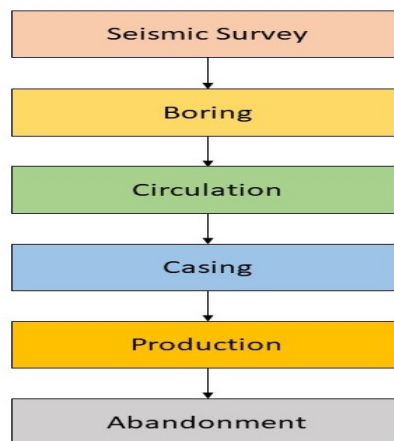 Seismic Survey
Boring
Circulation
Casing
Production
Abandonment